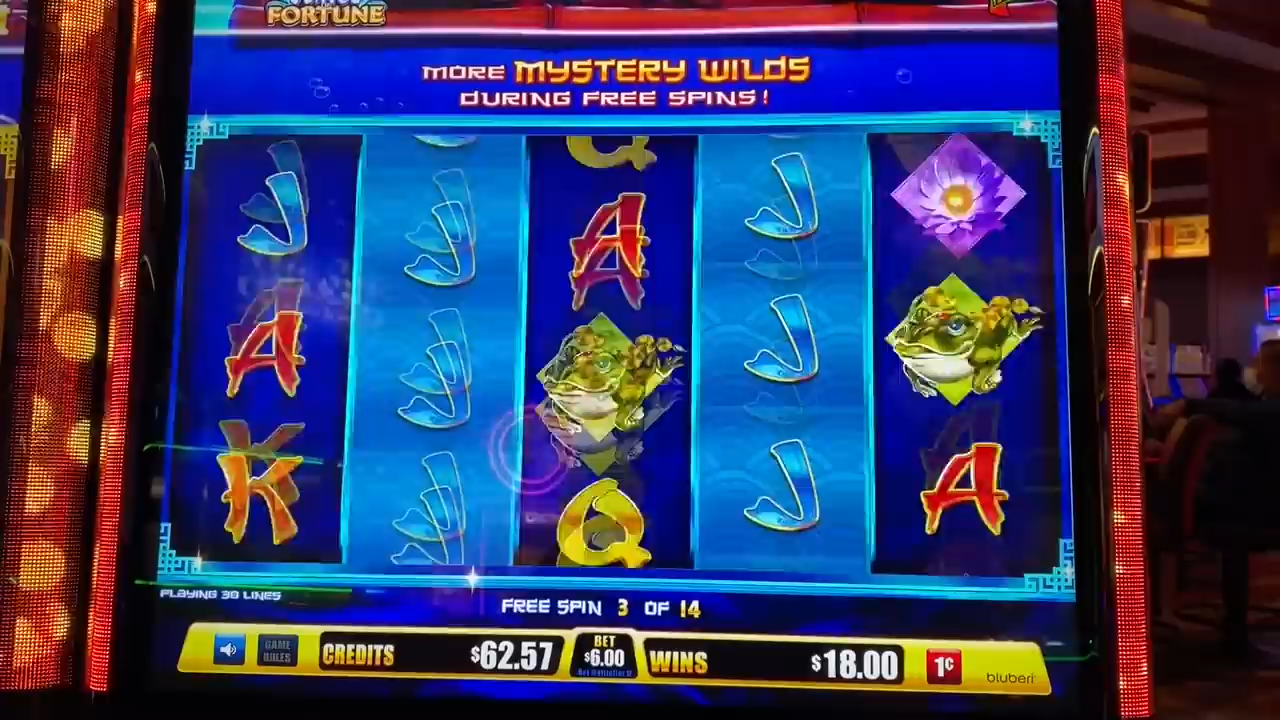 FORTUNE
MORE MYSTERY WILDS
DURING FREE SPINS!
J
Q
A
J
A
J
J
J
K
J
Q
J
A
PLAYING 30 LINES
FREE SPIN 3 OF 14
GAME RULES
CREDITS $62.57
BET $6.00
WINS $18.00
1¢
bluberi